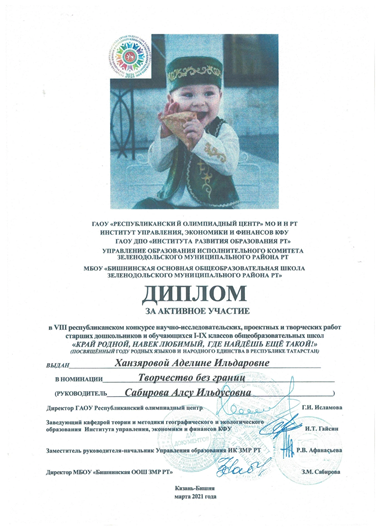 2021
ГАОУ «РЕСПУБЛИКАНСКИЙ ОЛИМПИАДНЫЙ ЦЕНТР» МО И Н РТ
ИНСТИТУТ УПРАВЛЕНИЯ, ЭКОНОМИКИ И ФИНАНСОВ КФУ
ГАОУ ДПО «ИНСТИТУТА РАЗВИТИЯ ОБРАЗОВАНИЯ РТ»
УПРАВЛЕНИЕ ОБРАЗОВАНИЯ ИСПОЛНИТЕЛЬНОГО КОМИТЕТА
ЗЕЛЕНОДОЛЬСКОГО МУНИЦИПАЛЬНОГО РАЙОНА РТ
МБОУ «БИШНИНСКАЯ ОСНОВНАЯ ОБЩЕОБРАЗОВАТЕЛЬНАЯ ШКОЛА
ЗЕЛЕНОДОЛЬСКОГО МУНИЦИПАЛЬНОГО РАЙОНА РТ»
ДИПЛОМ
ЗА АКТИВНОЕ УЧАСТИЕ
в VIII республиканском конкурсе научно-исследовательских, проектных и творческих работ
старших дошкольников и обучающихся I-IX классов общеобразовательных школ
«КРАЙ РОДНОЙ, НАВЕК ЛЮБИМЫЙ, ГДЕ НАЙДЁШЬ ЕЩЁ ТАКОЙ!»
(ПОСВЯЩЁННЫЙ ГОДУ РОДНЫХ ЯЗЫКОВ И НАРОДНОГО ЕДИНСТВА В РЕСПУБЛИКЕ ТАТАРСТАН)
ВЫДАН Ханзяровой Аделине Ильдаровне
В НОМИНАЦИИ Творчество без границ
(РУКОВОДИТЕЛЬ Сабирова Алсу Ильдусовна )
Директор ГАОУ Республиканский олимпиадный центр Г.Н. Исламова
Заведующий кафедрой теории и методики географического и экологического
образования Института управления, экономики и финансов КФУ И.Т. Гайсин
Заместитель руководителя-начальник Управления образования ИК ЗМР РТ Р.В. Афанасьева
Директор МБОУ «Бишнинская ООШ ЗМР РТ» З.М. Сабирова
Казань-Бишня
марта 2021 года